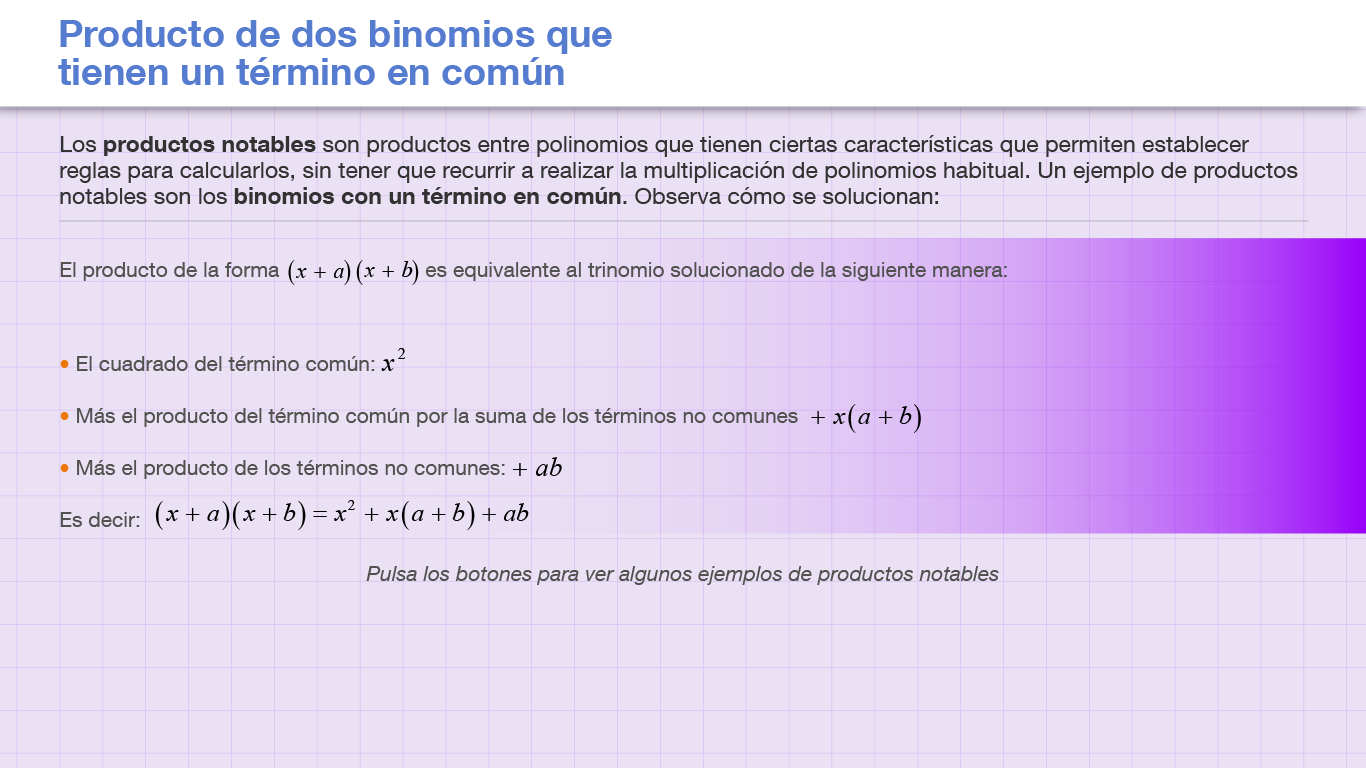 Producto de dos binomios que
tienen un término en común
Los productos notables son productos entre polinomios que tienen ciertas características que permiten establecer
reglas para calcularlos, sin tener que recurrir a realizar la multiplicación de polinomios habitual. Un ejemplo de productos
notables son los binomios con un término en común. Observa cómo se solucionan:
El producto de la forma (x + a)(x + b) es equivalente al trinomio solucionado de la siguiente manera:
• El cuadrado del término común: x²
• Más el producto del término común por la suma de los términos no comunes + x(a + b)
• Más el producto de los términos no comunes: + ab
Es decir: (x + a)(x + b) = x² + x(a + b) + ab
Pulsa los botones para ver algunos ejemplos de productos notables